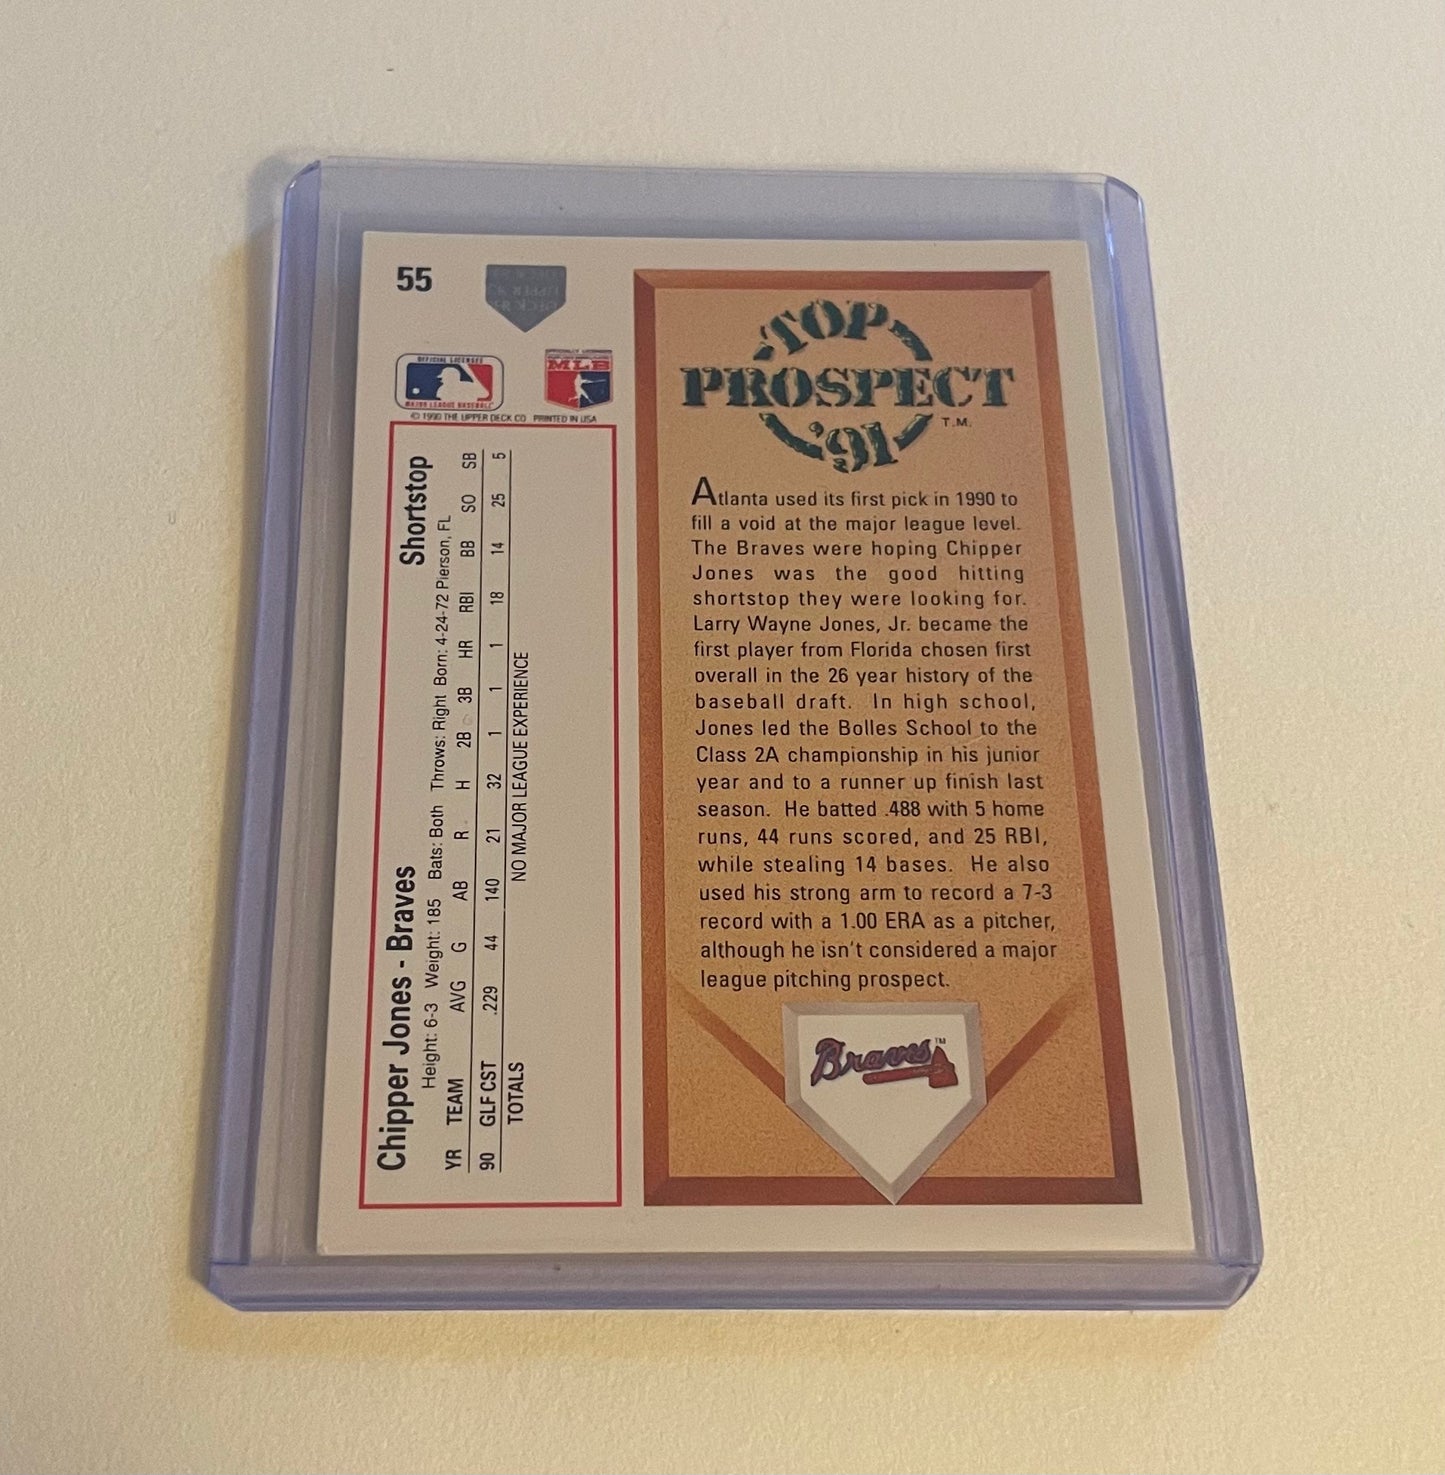 55
OFFICIAL LICENSEE
MAJOR LEAGUE BASEBALL
MLB
© 1990 THE UPPER DECK CO PRINTED IN USA
Chipper Jones - Braves Shortstop
Height: 6-3 Weight: 185 Bats: Both Throws: Right Born: 4-24-72 Pierson, FL
YR TEAM AVG G AB R H 2B 3B HR RBI BB SO SB
90 GLF CST .229 44 140 21 32 1 1 1 18 14 25 5
TOTALS NO MAJOR LEAGUE EXPERIENCE
TOP
PROSPECT
'91
T.M.
Atlanta used its first pick in 1990 to
fill a void at the major league level.
The Braves were hoping Chipper
Jones was the good hitting
shortstop they were looking for.
Larry Wayne Jones, Jr. became the
first player from Florida chosen first
overall in the 26 year history of the
baseball draft. In high school,
Jones led the Bolles School to the
Class 2A championship in his junior
year and to a runner up finish last
season. He batted .488 with 5 home
runs, 44 runs scored, and 25 RBI,
while stealing 14 bases. He also
used his strong arm to record a 7-3
record with a 1.00 ERA as a pitcher,
although he isn't considered a major
league pitching prospect.
Braves TM